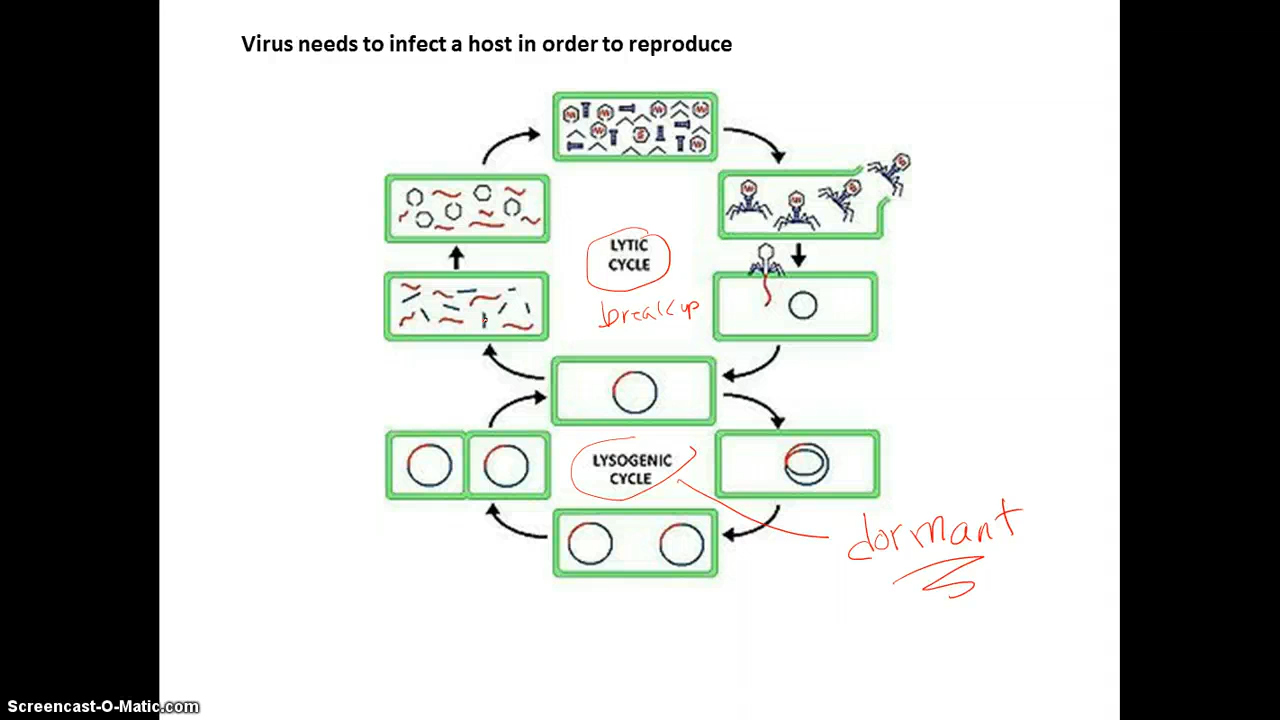 Virus needs to infect a host in order to reproduce
LYTIC
CYCLE
breakup
LYSOGENIC
CYCLE
dormant
Screencast-O-Matic.com